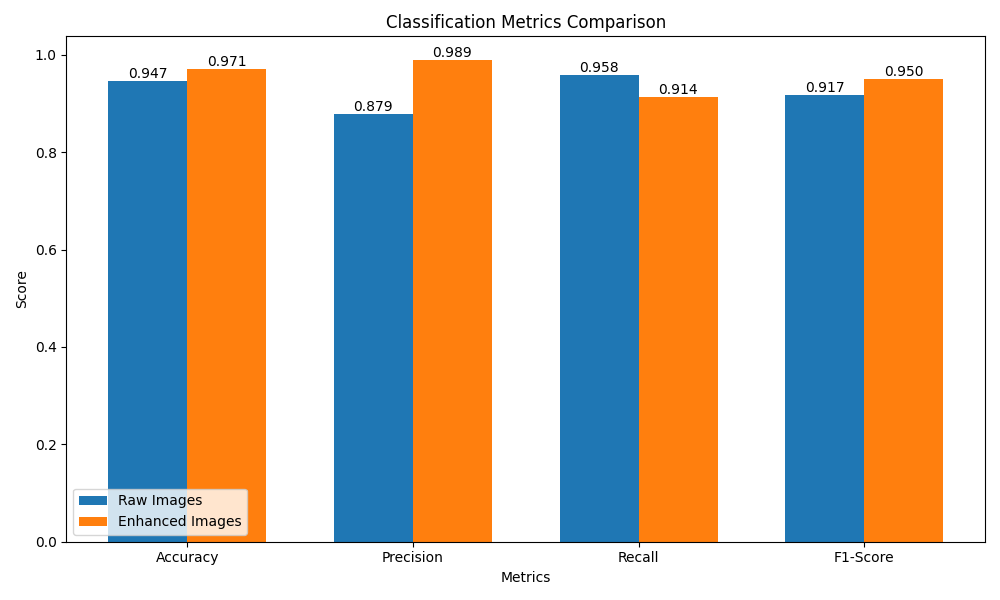 Classification Metrics Comparison
Score
1.0
0.8
0.6
0.4
0.2
0.0
0.947
0.971
0.879
0.989
0.958
0.914
0.917
0.950
Raw Images
Enhanced Images
Accuracy
Precision
Recall
F1-Score
Metrics